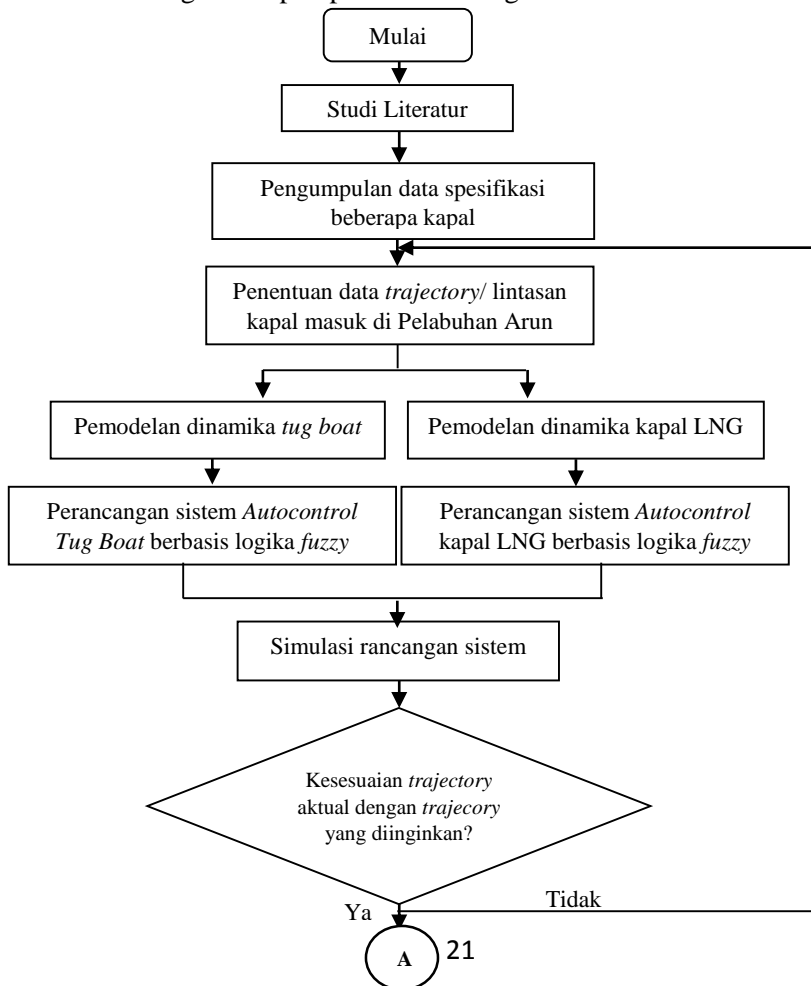 Mulai
Studi Literatur
Pengumpulan data spesifikasi
beberapa kapal
Penentuan data trajectory/ lintasan
kapal masuk di Pelabuhan Arun
Pemodelan dinamika tug boat
Pemodelan dinamika kapal LNG
Perancangan sistem Autocontrol
Tug Boat berbasis logika fuzzy
Perancangan sistem Autocontrol
kapal LNG berbasis logika fuzzy
Simulasi rancangan sistem
Kesesuaian trajectory
aktual dengan trajecory
yang diinginkan?
Ya
Tidak
A
21